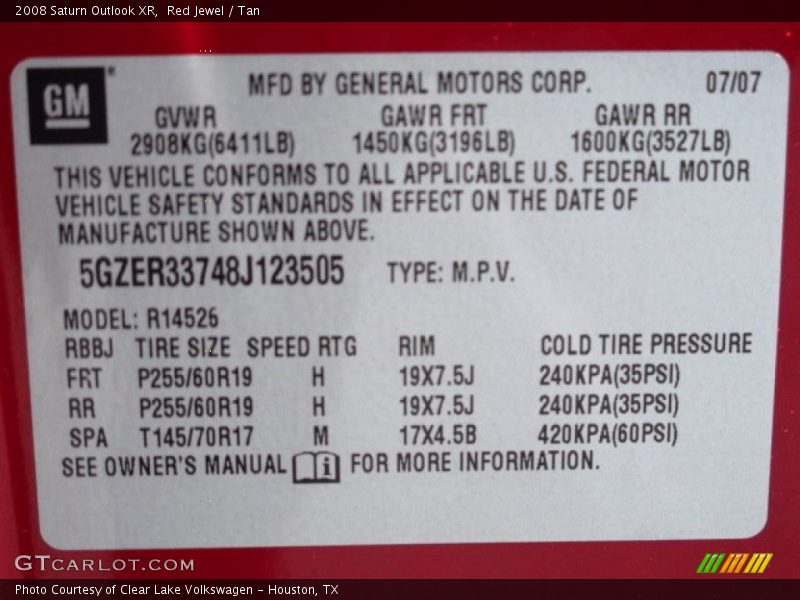 2008 Saturn Outlook XR, Red Jewel / Tan
GM® MFD BY GENERAL MOTORS CORP. 07/07
GVWR GAWR FRT GAWR RR
2908KG(6411LB) 1450KG(3196LB) 1600KG(3527LB)
THIS VEHICLE CONFORMS TO ALL APPLICABLE U.S. FEDERAL MOTOR
VEHICLE SAFETY STANDARDS IN EFFECT ON THE DATE OF
MANUFACTURE SHOWN ABOVE.
5GZER33748J123505 TYPE: M.P.V.
MODEL: R14526
RBBJ TIRE SIZE SPEED RTG RIM COLD TIRE PRESSURE
FRT P255/60R19 H 19X7.5J 240KPA(35PSI)
RR P255/60R19 H 19X7.5J 240KPA(35PSI)
SPA T145/70R17 M 17X4.5B 420KPA(60PSI)
SEE OWNER'S MANUAL i FOR MORE INFORMATION.
GTCARLOT.COM
Photo Courtesy of Clear Lake Volkswagen - Houston, TX